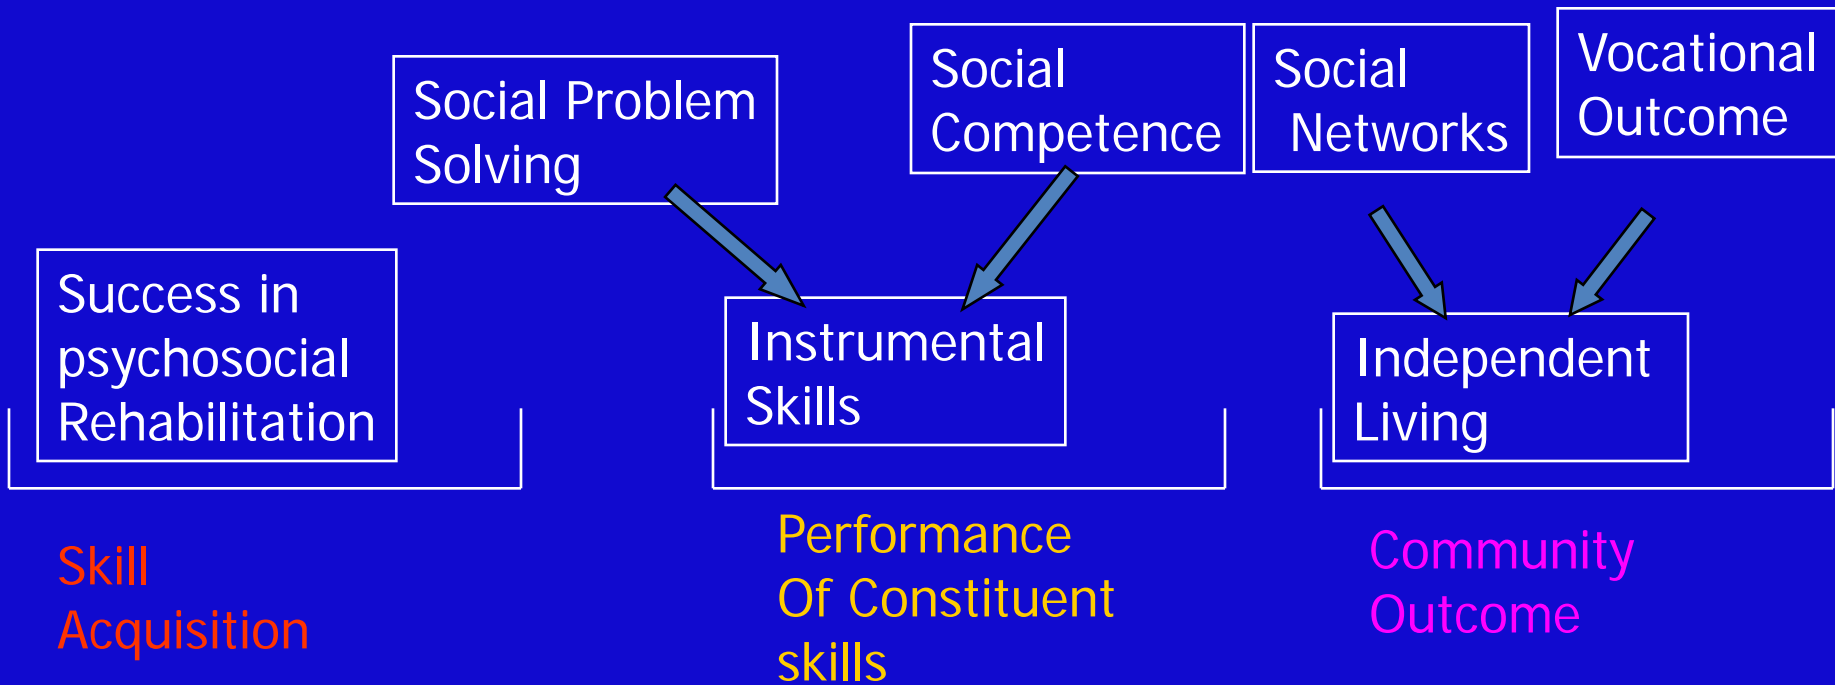 Social Problem
Solving
Social
Competence
Social
Networks
Vocational
Outcome
Success in
psychosocial
Rehabilitation
Instrumental
Skills
Independent
Living
Skill
Acquisition
Performance
Of Constituent
skills
Community
Outcome